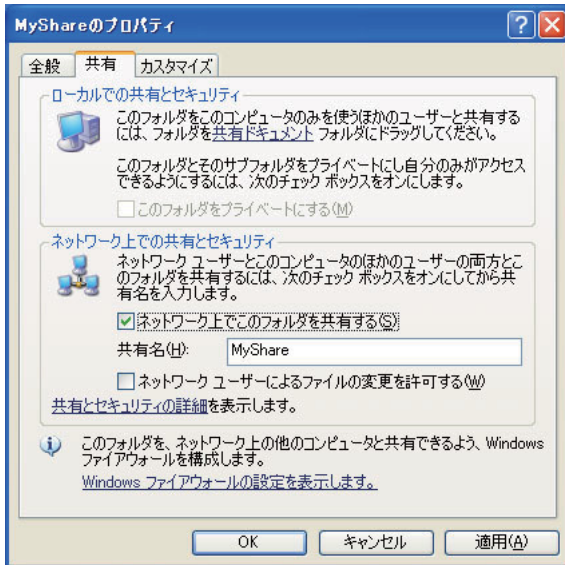 MyShareのプロパティ
全般 共有 カスタマイズ
ローカルでの共有とセキュリティ
このフォルダをこのコンピュータのみを使うほかのユーザーと共有する
には、フォルダを共有ドキュメント フォルダにドラッグしてください。
このフォルダとそのサブフォルダをプライベートにし自分のみがアクセス
できるようにするには、次のチェック ボックスをオンにします。
このフォルダをプライベートにする(M)
ネットワーク上での共有とセキュリティ
ネットワーク ユーザーとこのコンピュータのほかのユーザーの両方とこ
のフォルダを共有するには、次のチェック ボックスをオンにしてから共
有名を入力します。
ネットワーク上でこのフォルダを共有する(S)
共有名(H): MyShare
ネットワーク ユーザーによるファイルの変更を許可する(W)
共有とセキュリティの詳細を表示します。
このフォルダを、ネットワーク上の他のコンピュータと共有できるよう、Windows
ファイアウォールを構成します。
Windows ファイアウォールの設定を表示します。
OK キャンセル 適用(A)